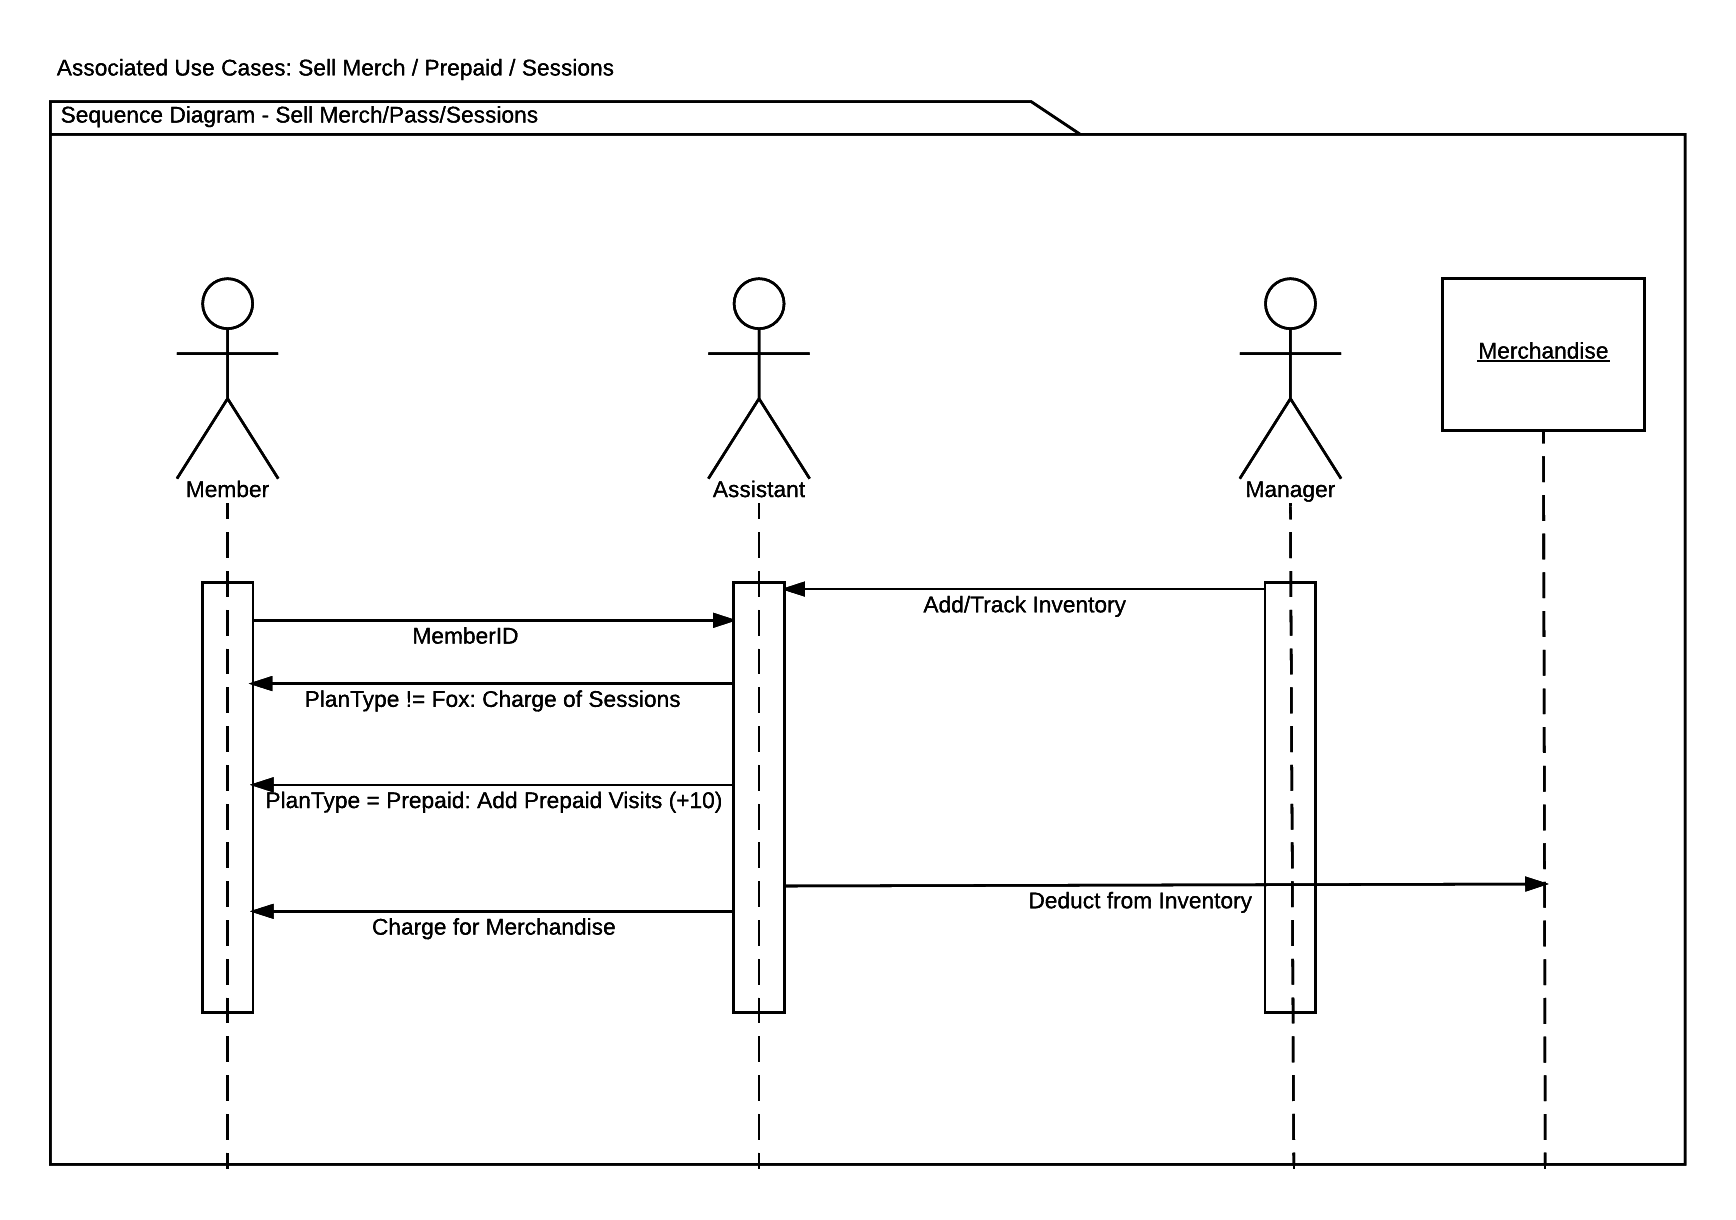 Associated Use Cases: Sell Merch / Prepaid / Sessions
Sequence Diagram - Sell Merch/Pass/Sessions
Merchandise
Member
Assistant
Manager
Add/Track Inventory
MemberID
PlanType != Fox: Charge of Sessions
PlanType = Prepaid: Add Prepaid Visits (+10)
Deduct from Inventory
Charge for Merchandise